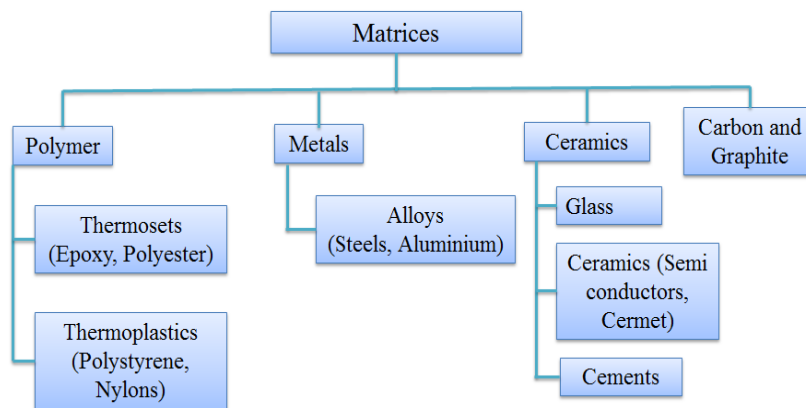 Matrices
Polymer
Metals
Ceramics
Carbon and
Graphite
Thermosets
(Epoxy, Polyester)
Thermoplastics
(Polystyrene,
Nylons)
Alloys
(Steels, Aluminium)
Glass
Ceramics (Semi
conductors,
Cermet)
Cements